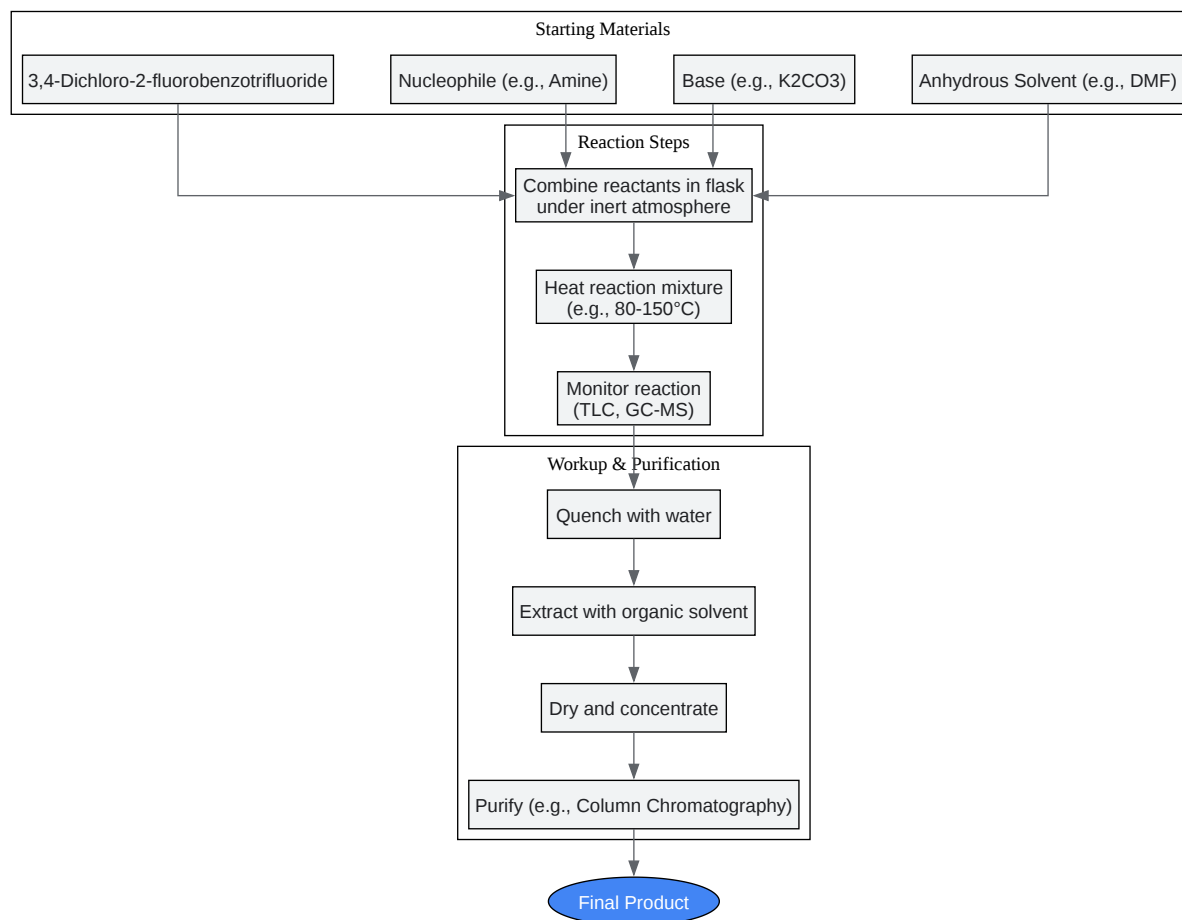 Starting Materials
3,4-Dichloro-2-fluorobenzotrifluoride
Nucleophile (e.g., Amine)
Base (e.g., K2CO3)
Anhydrous Solvent (e.g., DMF)
Reaction Steps
Combine reactants in flask
under inert atmosphere
Heat reaction mixture
(e.g., 80-150°C)
Monitor reaction
(TLC, GC-MS)
Workup & Purification
Quench with water
Extract with organic solvent
Dry and concentrate
Purify (e.g., Column Chromatography)
Final Product